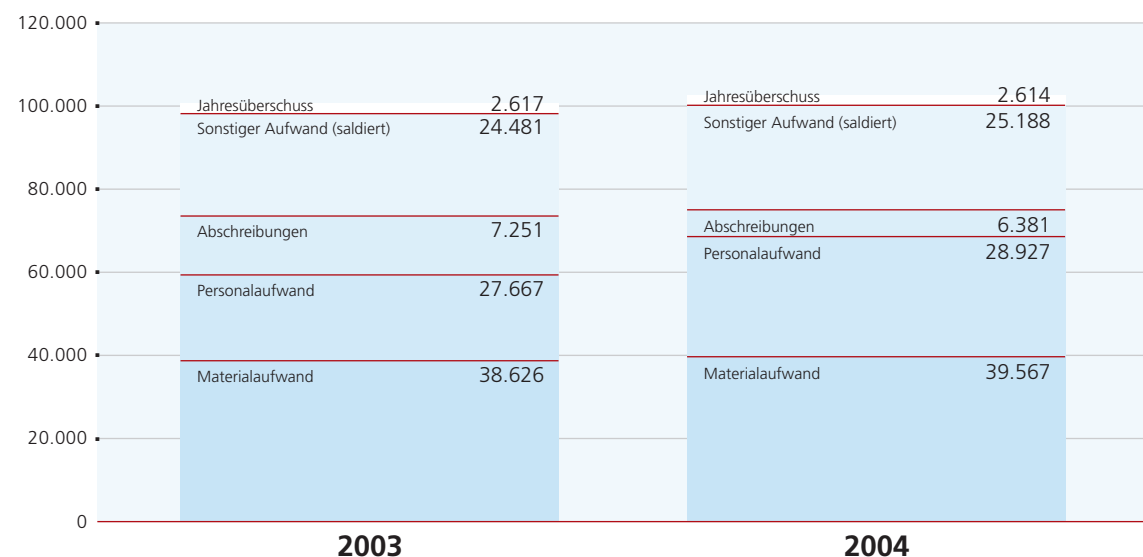 120.000
100.000
80.000
60.000
40.000
20.000
0
Jahresüberschuss 2.617
Sonstiger Aufwand (saldiert) 24.481
Abschreibungen 7.251
Personalaufwand 27.667
Materialaufwand 38.626
2003
Jahresüberschuss 2.614
Sonstiger Aufwand (saldiert) 25.188
Abschreibungen 6.381
Personalaufwand 28.927
Materialaufwand 39.567
2004